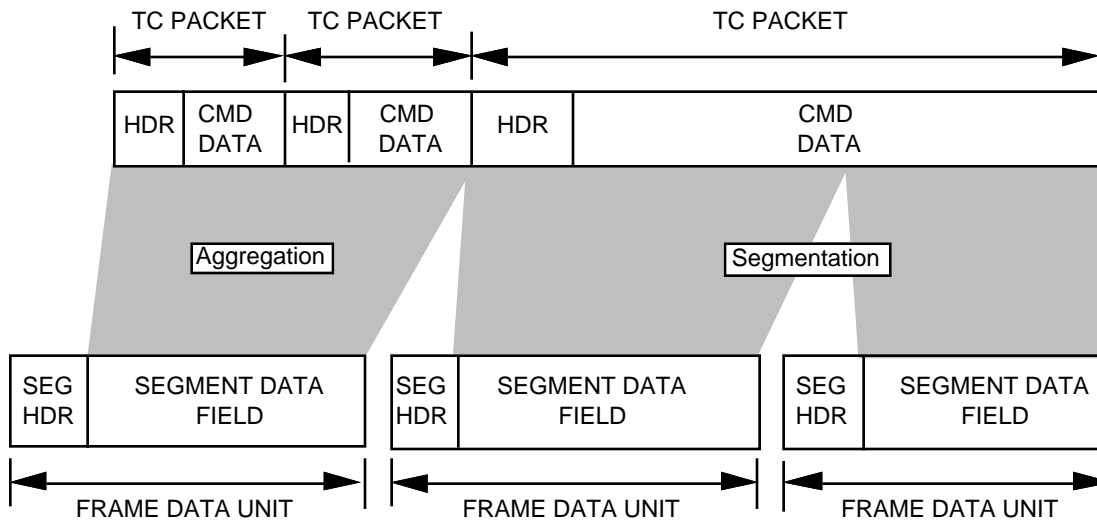 TC PACKET TC PACKET TC PACKET
HDR CMD DATA HDR CMD DATA HDR CMD DATA
Aggregation Segmentation
SEG HDR SEGMENT DATA FIELD SEG HDR SEGMENT DATA FIELD SEG HDR SEGMENT DATA FIELD
FRAME DATA UNIT FRAME DATA UNIT FRAME DATA UNIT